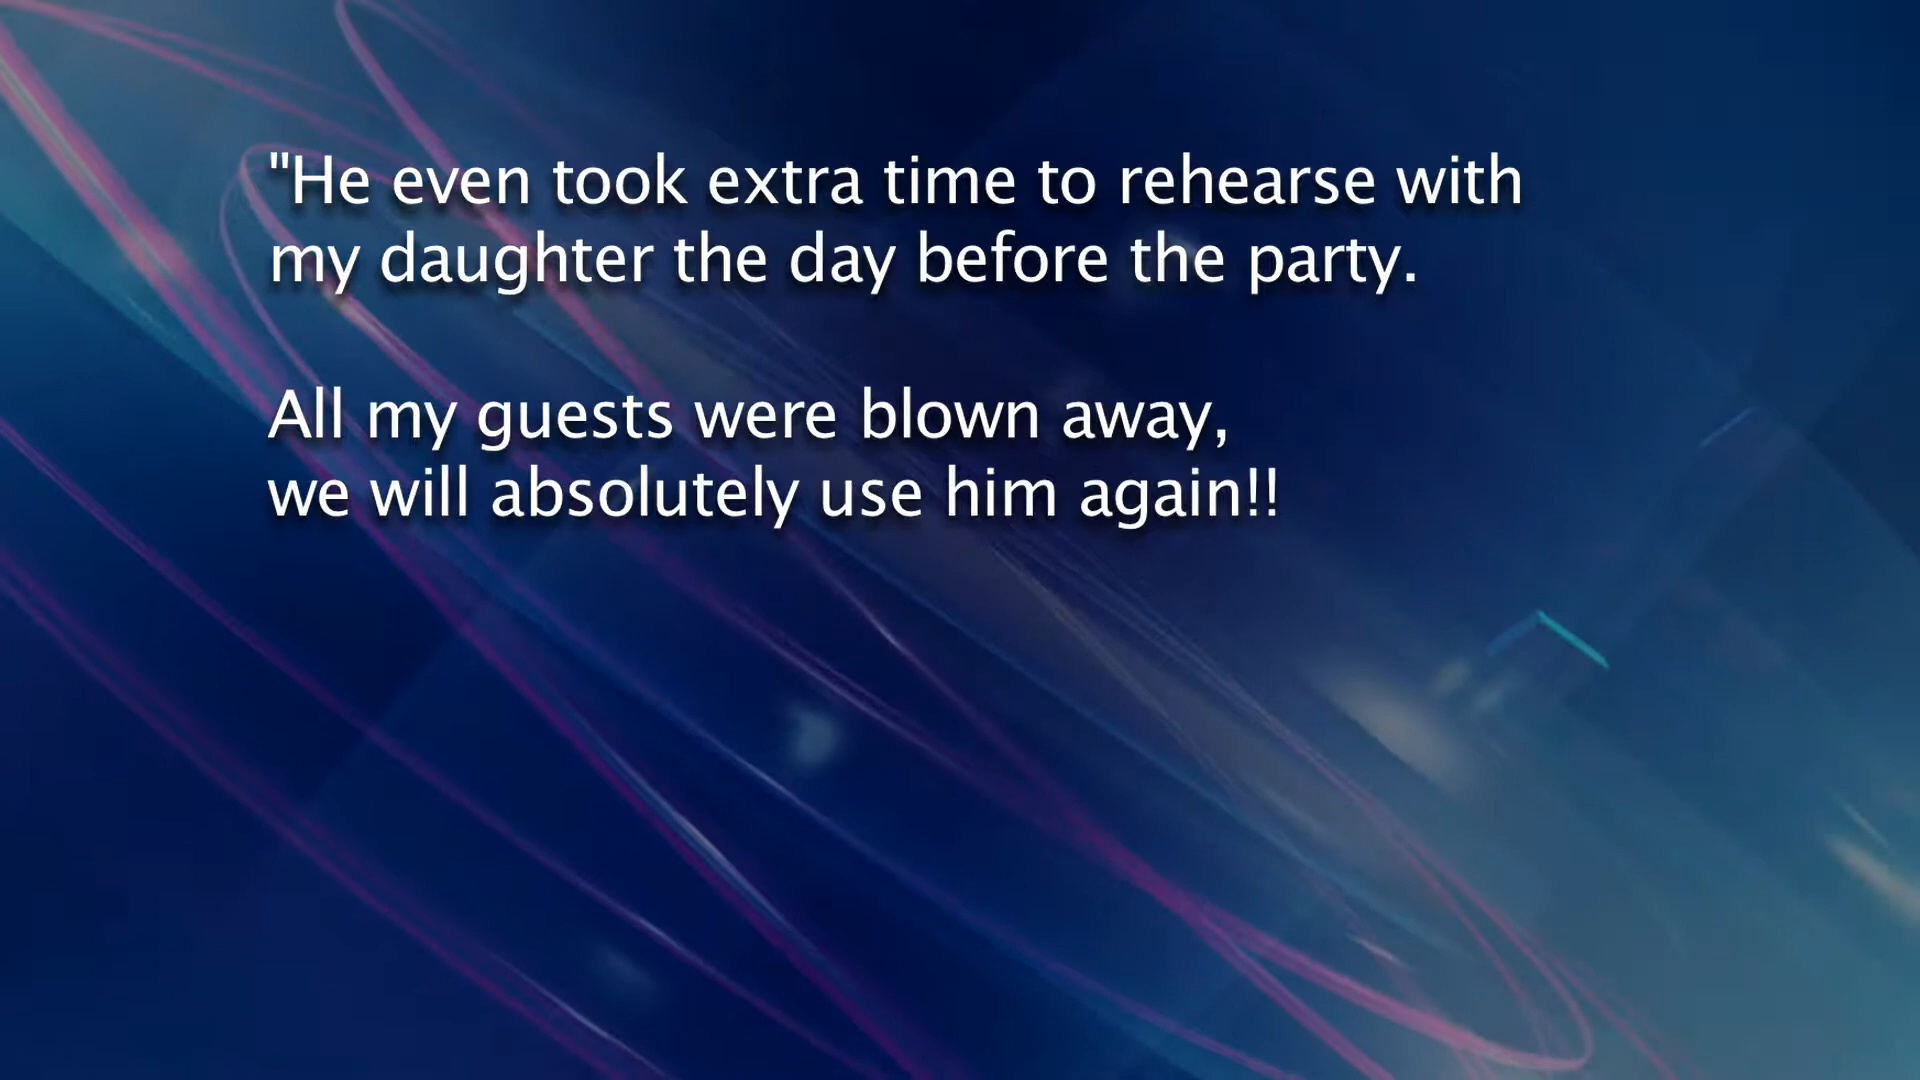 "He even took extra time to rehearse with
my daughter the day before the party.
All my guests were blown away,
we will absolutely use him again!!